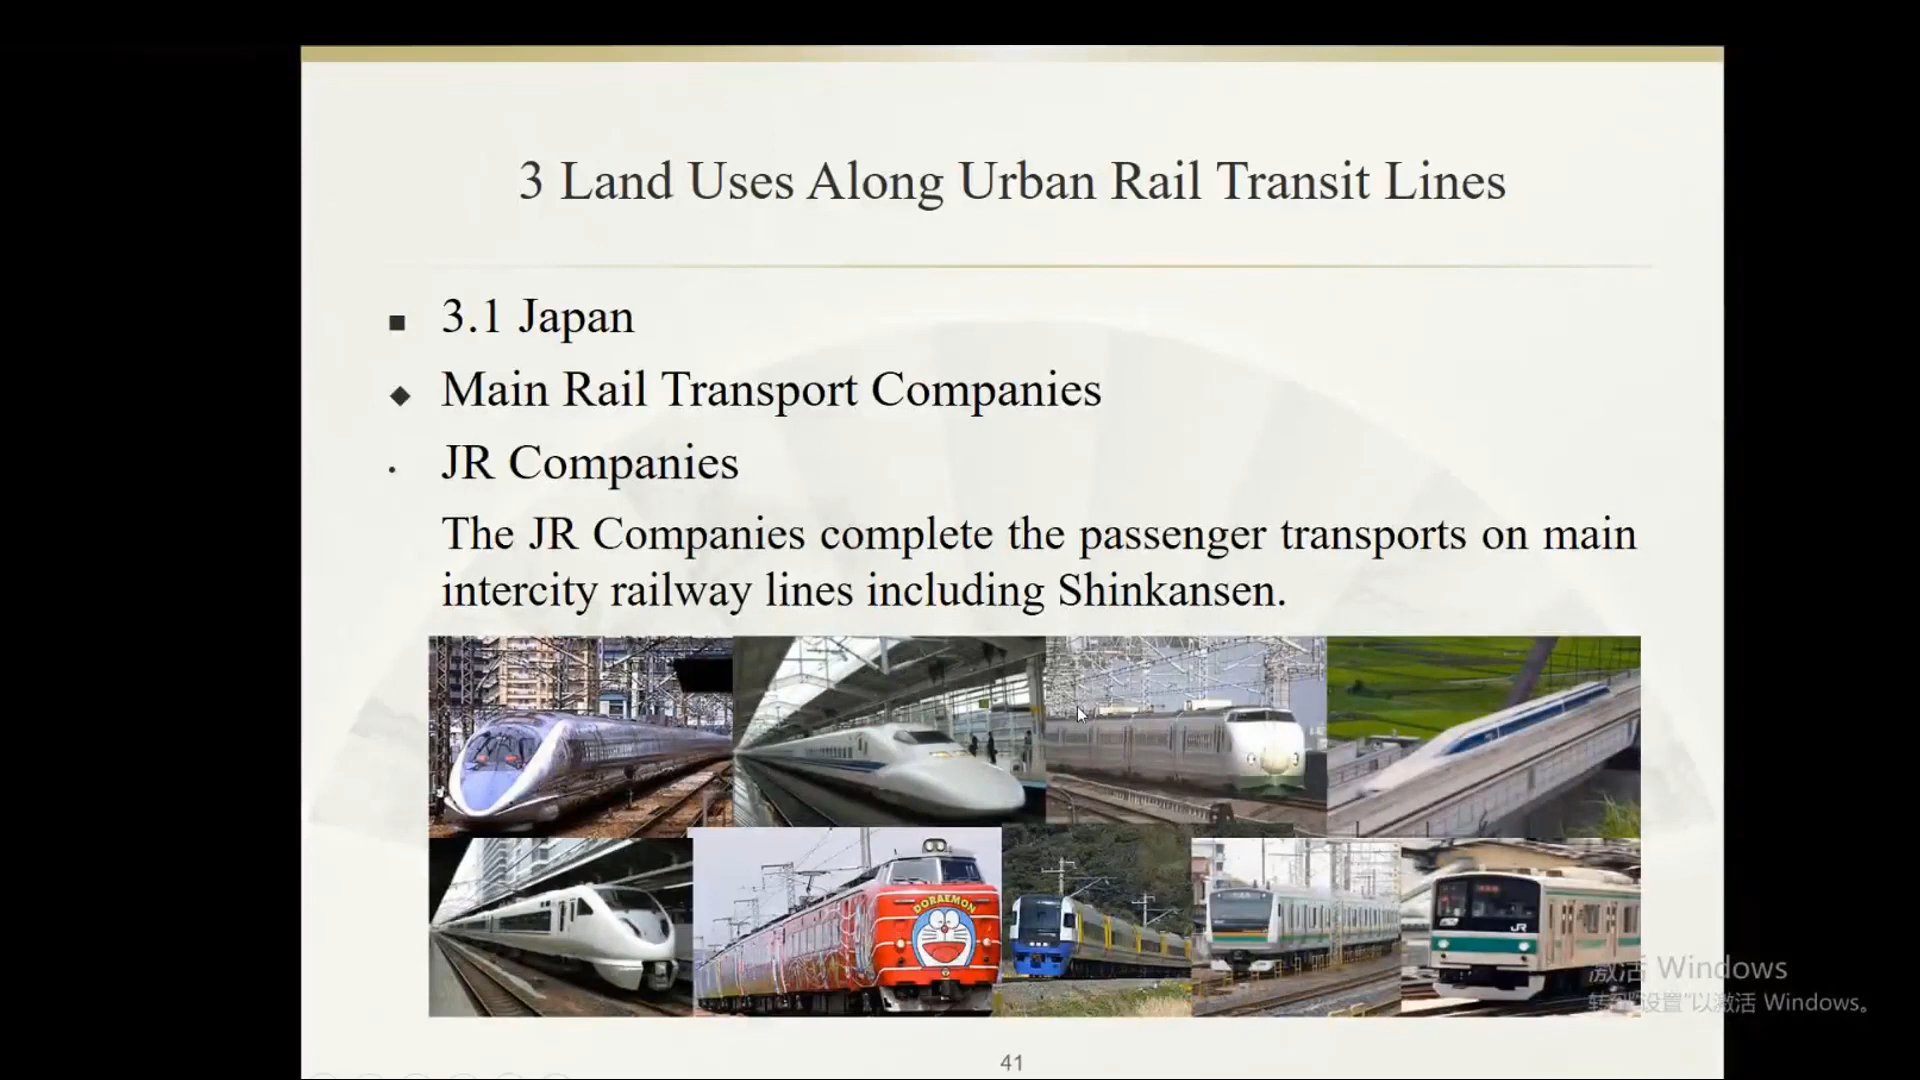 3 Land Uses Along Urban Rail Transit Lines
3.1 Japan
Main Rail Transport Companies
JR Companies
The JR Companies complete the passenger transports on main
intercity railway lines including Shinkansen.
DORAEMON
JR
激活 Windows
转到"设置"以激活 Windows。
41